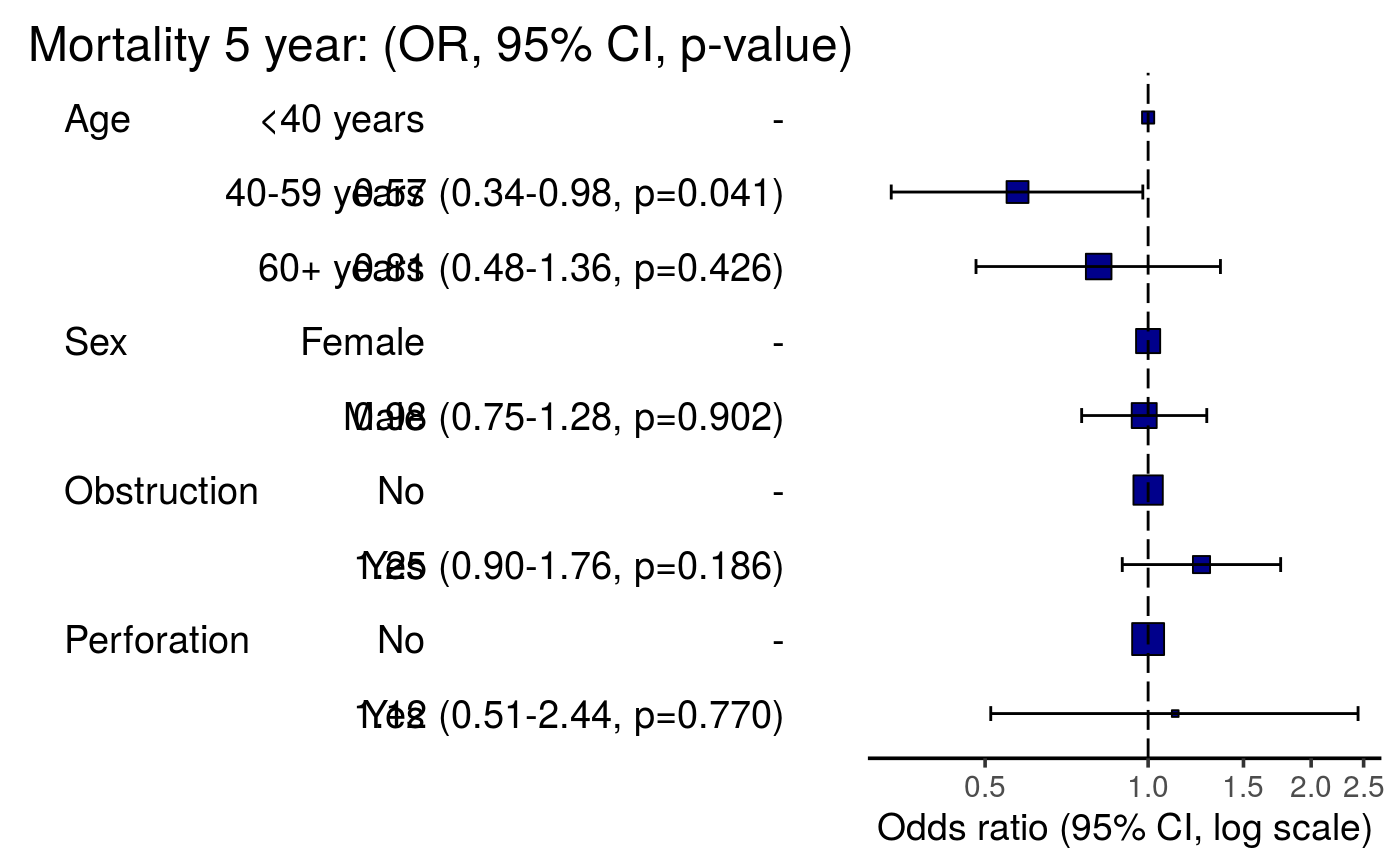 Mortality 5 year: (OR, 95% CI, p-value)
Age <40 years -
40-59 years 0.57 (0.34-0.98, p=0.041)
60+ years 0.81 (0.48-1.36, p=0.426)
Sex Female -
Male 0.98 (0.75-1.28, p=0.902)
Obstruction No -
Yes 1.25 (0.90-1.76, p=0.186)
Perforation No -
Yes 1.12 (0.51-2.44, p=0.770)
0.5 1.0 1.5 2.0 2.5
Odds ratio (95% CI, log scale)